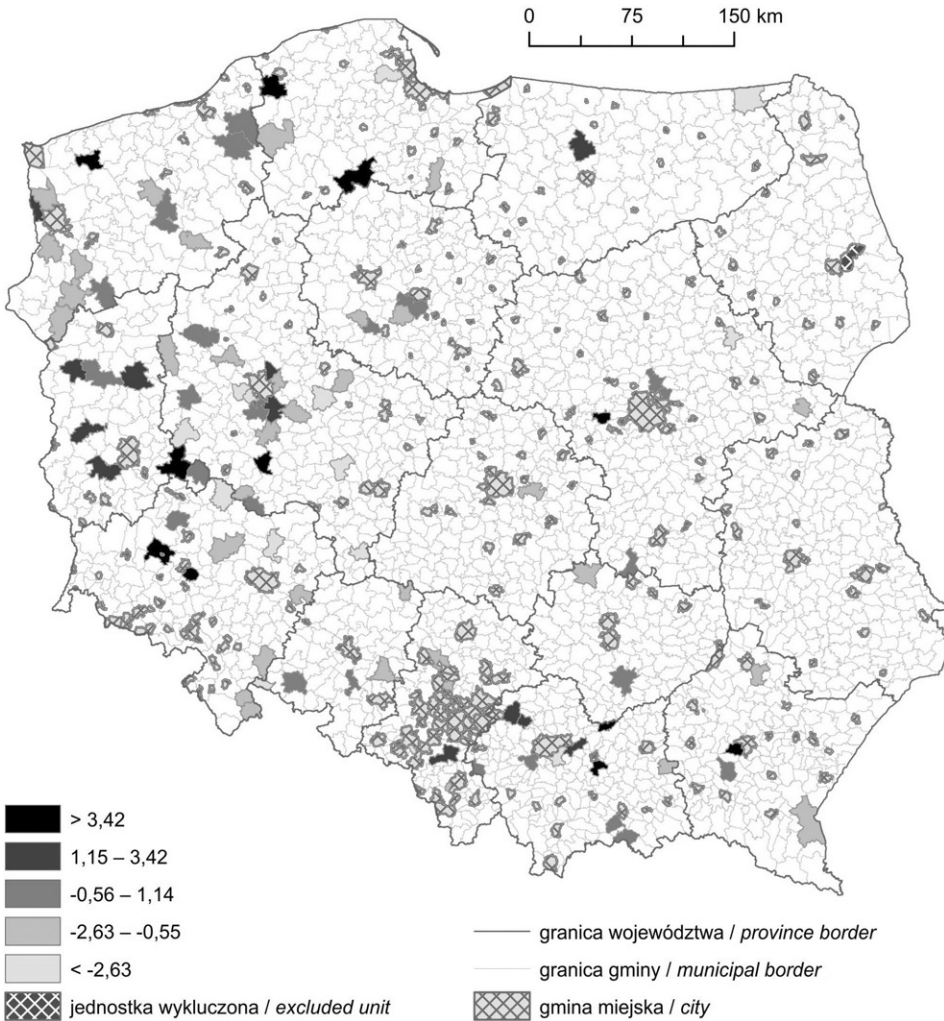 0 75 150 km
> 3,42
1,15 – 3,42
-0,56 – 1,14
-2,63 – -0,55
< -2,63
jednostka wykluczona / excluded unit
granica województwa / province border
granica gminy / municipal border
gmina miejska / city